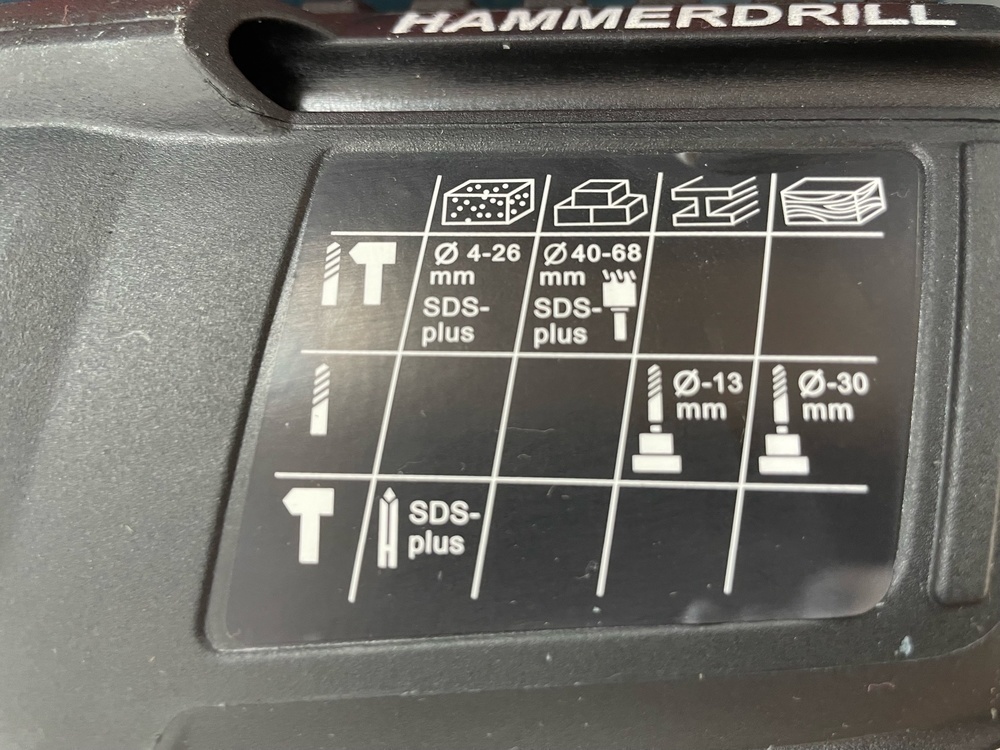 HAMMERDRILL
Ø 4-26
mm
SDS-
plus
Ø 40-68
mm
SDS-
plus
Ø-13
mm
Ø-30
mm
SDS-
plus